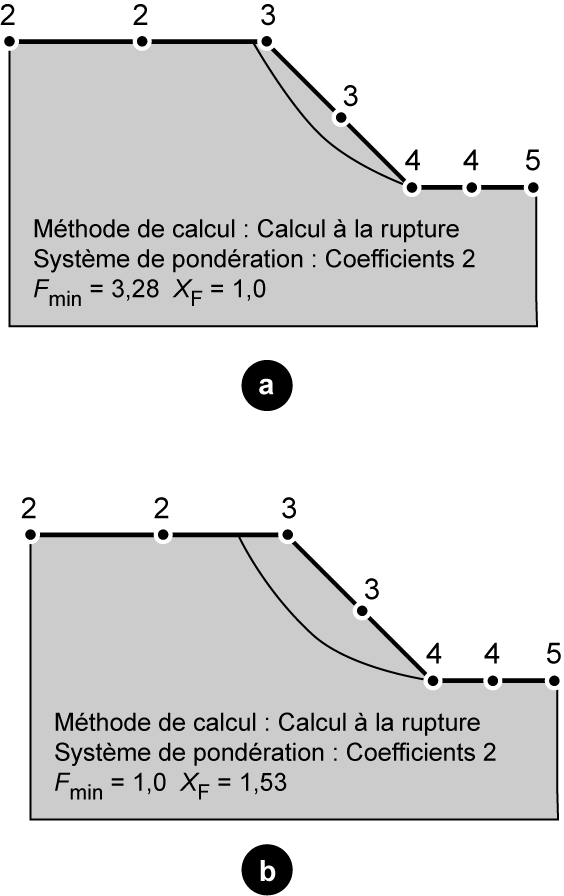 2 2 3
3
4 4 5
Méthode de calcul : Calcul à la rupture
Système de pondération : Coefficients 2
Fmin = 3,28 XF = 1,0
a
2 2 3
3
4 4 5
Méthode de calcul : Calcul à la rupture
Système de pondération : Coefficients 2
Fmin = 1,0 XF = 1,53
b